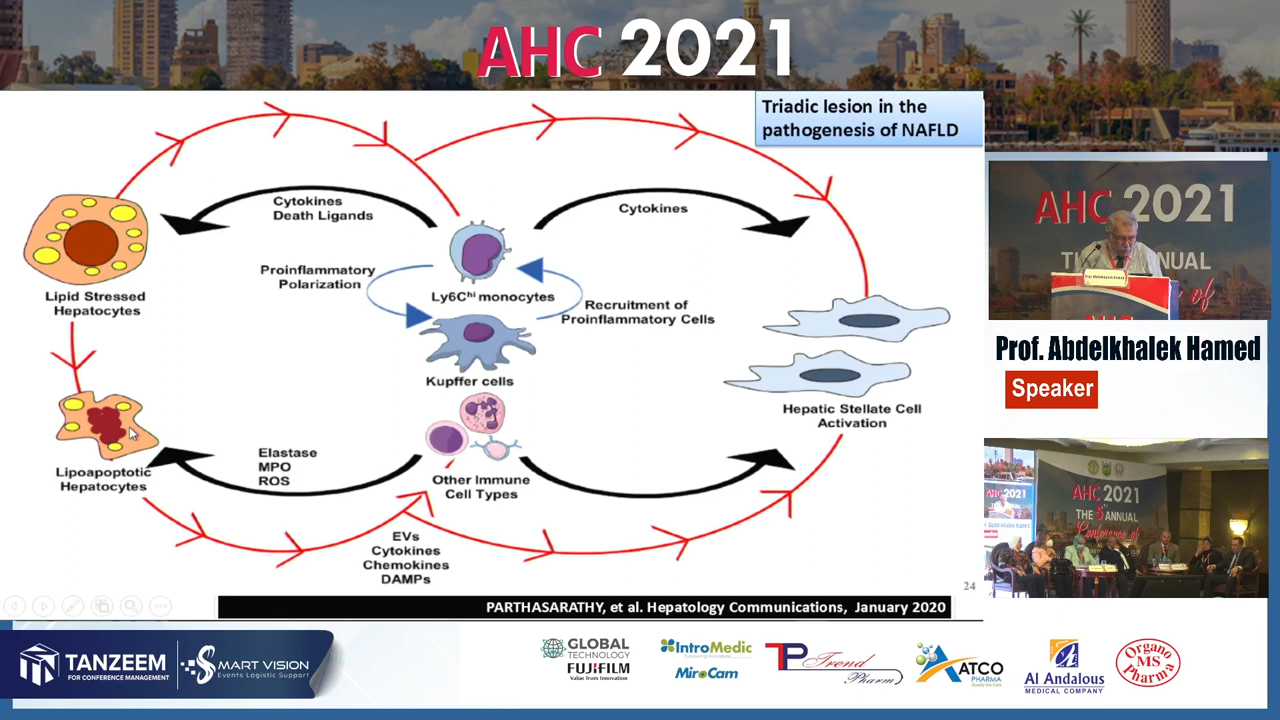 AHC 2021
Triadic lesion in the
pathogenesis of NAFLD
Cytokines
Death Ligands
Cytokines
Proinflammatory
Polarization
Ly6Chi monocytes
Recruitment of
Proinflammatory Cells
Lipid Stressed
Hepatocytes
Kupffer cells
Hepatic Stellate Cell
Activation
Lipoapoptotic
Hepatocytes
Elastase
MPO
ROS
Other Immune
Cell Types
EVs
Cytokines
Chemokines
DAMPs
24
PARTHASARATHY, et al. Hepatology Communications, January 2020
AHC 2021
NUAL
of
Prof. Abdelkhalek Hamed
Speaker
AHC 2021
AHC 2021
THE 5th ANNUAL
Conference of
TANZEEM
FOR CONFERENCE MANAGEMENT
SMART VISION
Events Logistic Support
GLOBAL
TECHNOLOGY
FUJIFILM
Value from Innovation
IntroMedic
MiroCam
TP Trend
Pharm
ATCO
PHARMA
Quality We Care
Al Andalous
MEDICAL COMPANY
Organo
MS
Pharma